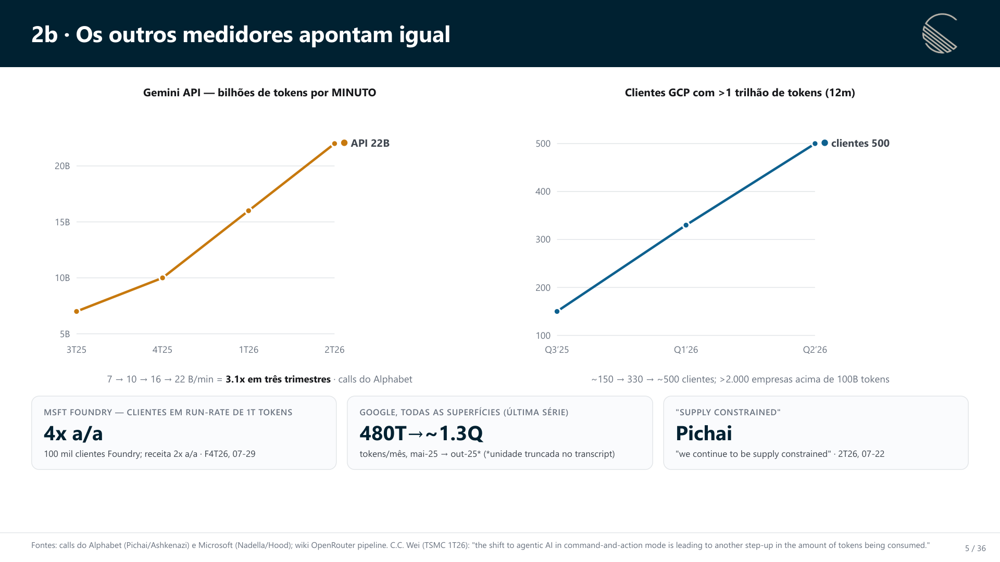 2b · Os outros medidores apontam igual
Gemini API — bilhões de tokens por MINUTO
API 22B
20B
15B
10B
5B
3T25
4T25
1T26
2T26
7 → 10 → 16 → 22 B/min = 3.1x em três trimestres · calls do Alphabet
Clientes GCP com >1 trilhão de tokens (12m)
clientes 500
500
400
300
200
100
Q3'25
Q1'26
Q2'26
~150 → 330 → ~500 clientes; >2.000 empresas acima de 100B tokens
MSFT FOUNDRY — CLIENTES EM RUN-RATE DE 1T TOKENS
4x a/a
100 mil clientes Foundry; receita 2x a/a · F4T26, 07-29
GOOGLE, TODAS AS SUPERFÍCIES (ÚLTIMA SÉRIE)
480T→~1.3Q
tokens/mês, mai-25 → out-25* (*unidade truncada no transcript)
"SUPPLY CONSTRAINED"
Pichai
"we continue to be supply constrained" · 2T26, 07-22
Fontes: calls do Alphabet (Pichai/Ashkenazi) e Microsoft (Nadella/Hood); wiki OpenRouter pipeline. C.C. Wei (TSMC 1T26): "the shift to agentic AI in command-and-action mode is leading to another step-up in the amount of tokens being consumed."
5 / 36